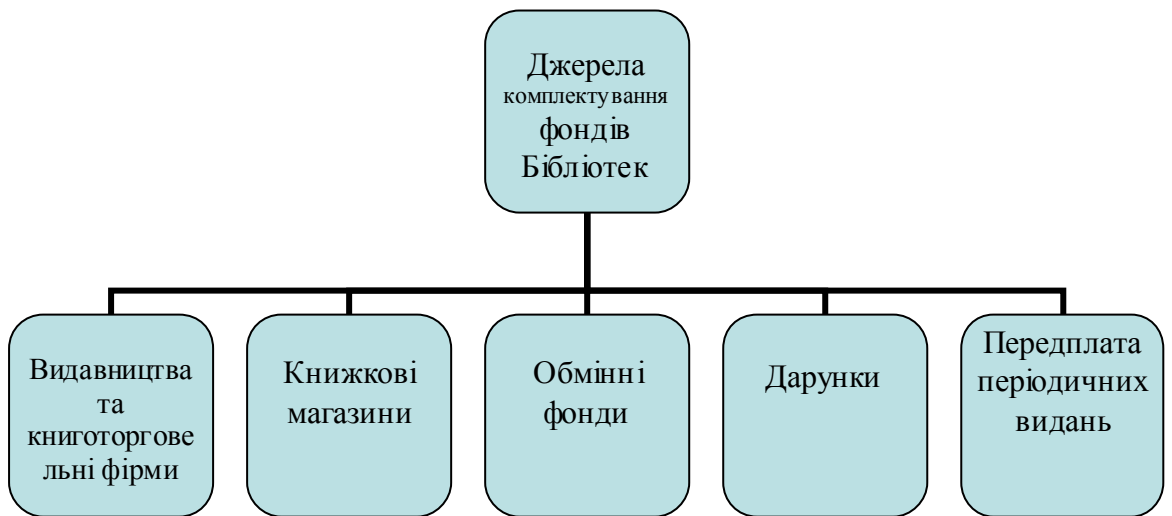 Джерела
комплектування
фондів
Бібліотек
Видавництва
та
книготоргове
льні фірми
Книжкові
магазини
Обмінні
фонди
Дарунки
Передплата
періодичних
видань